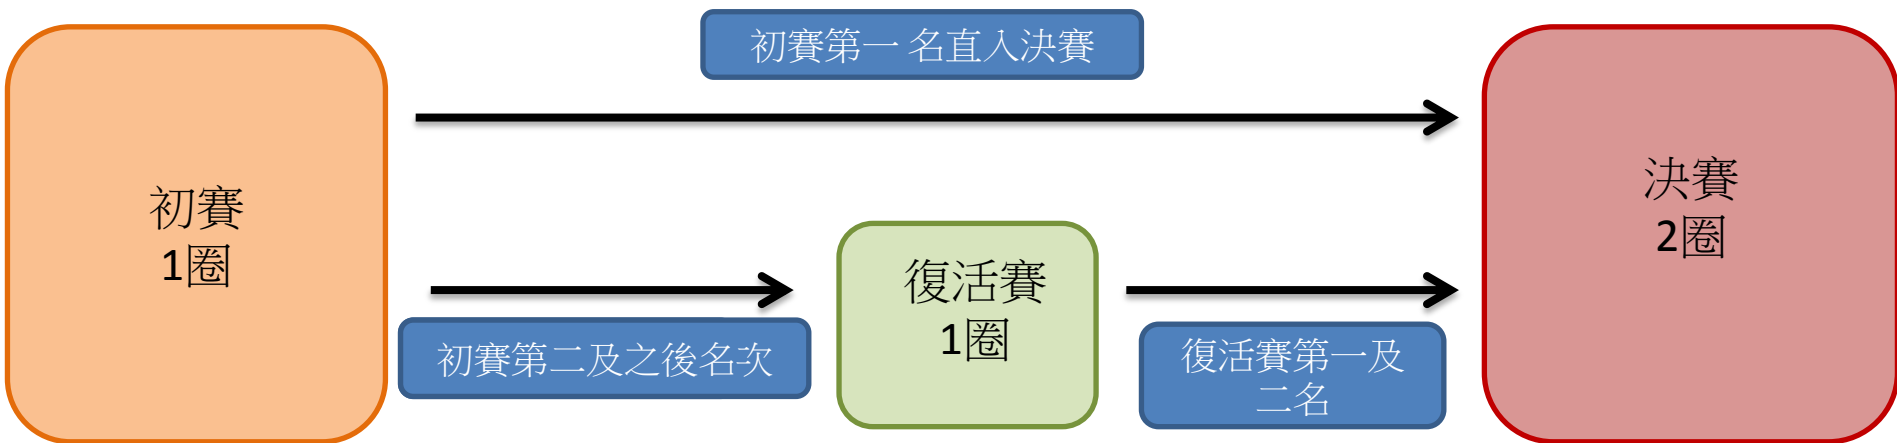 初賽第一名直入決賽
初賽
1圈
決賽
2圈
復活賽
1圈
初賽第二及之後名次
復活賽第一及
二名